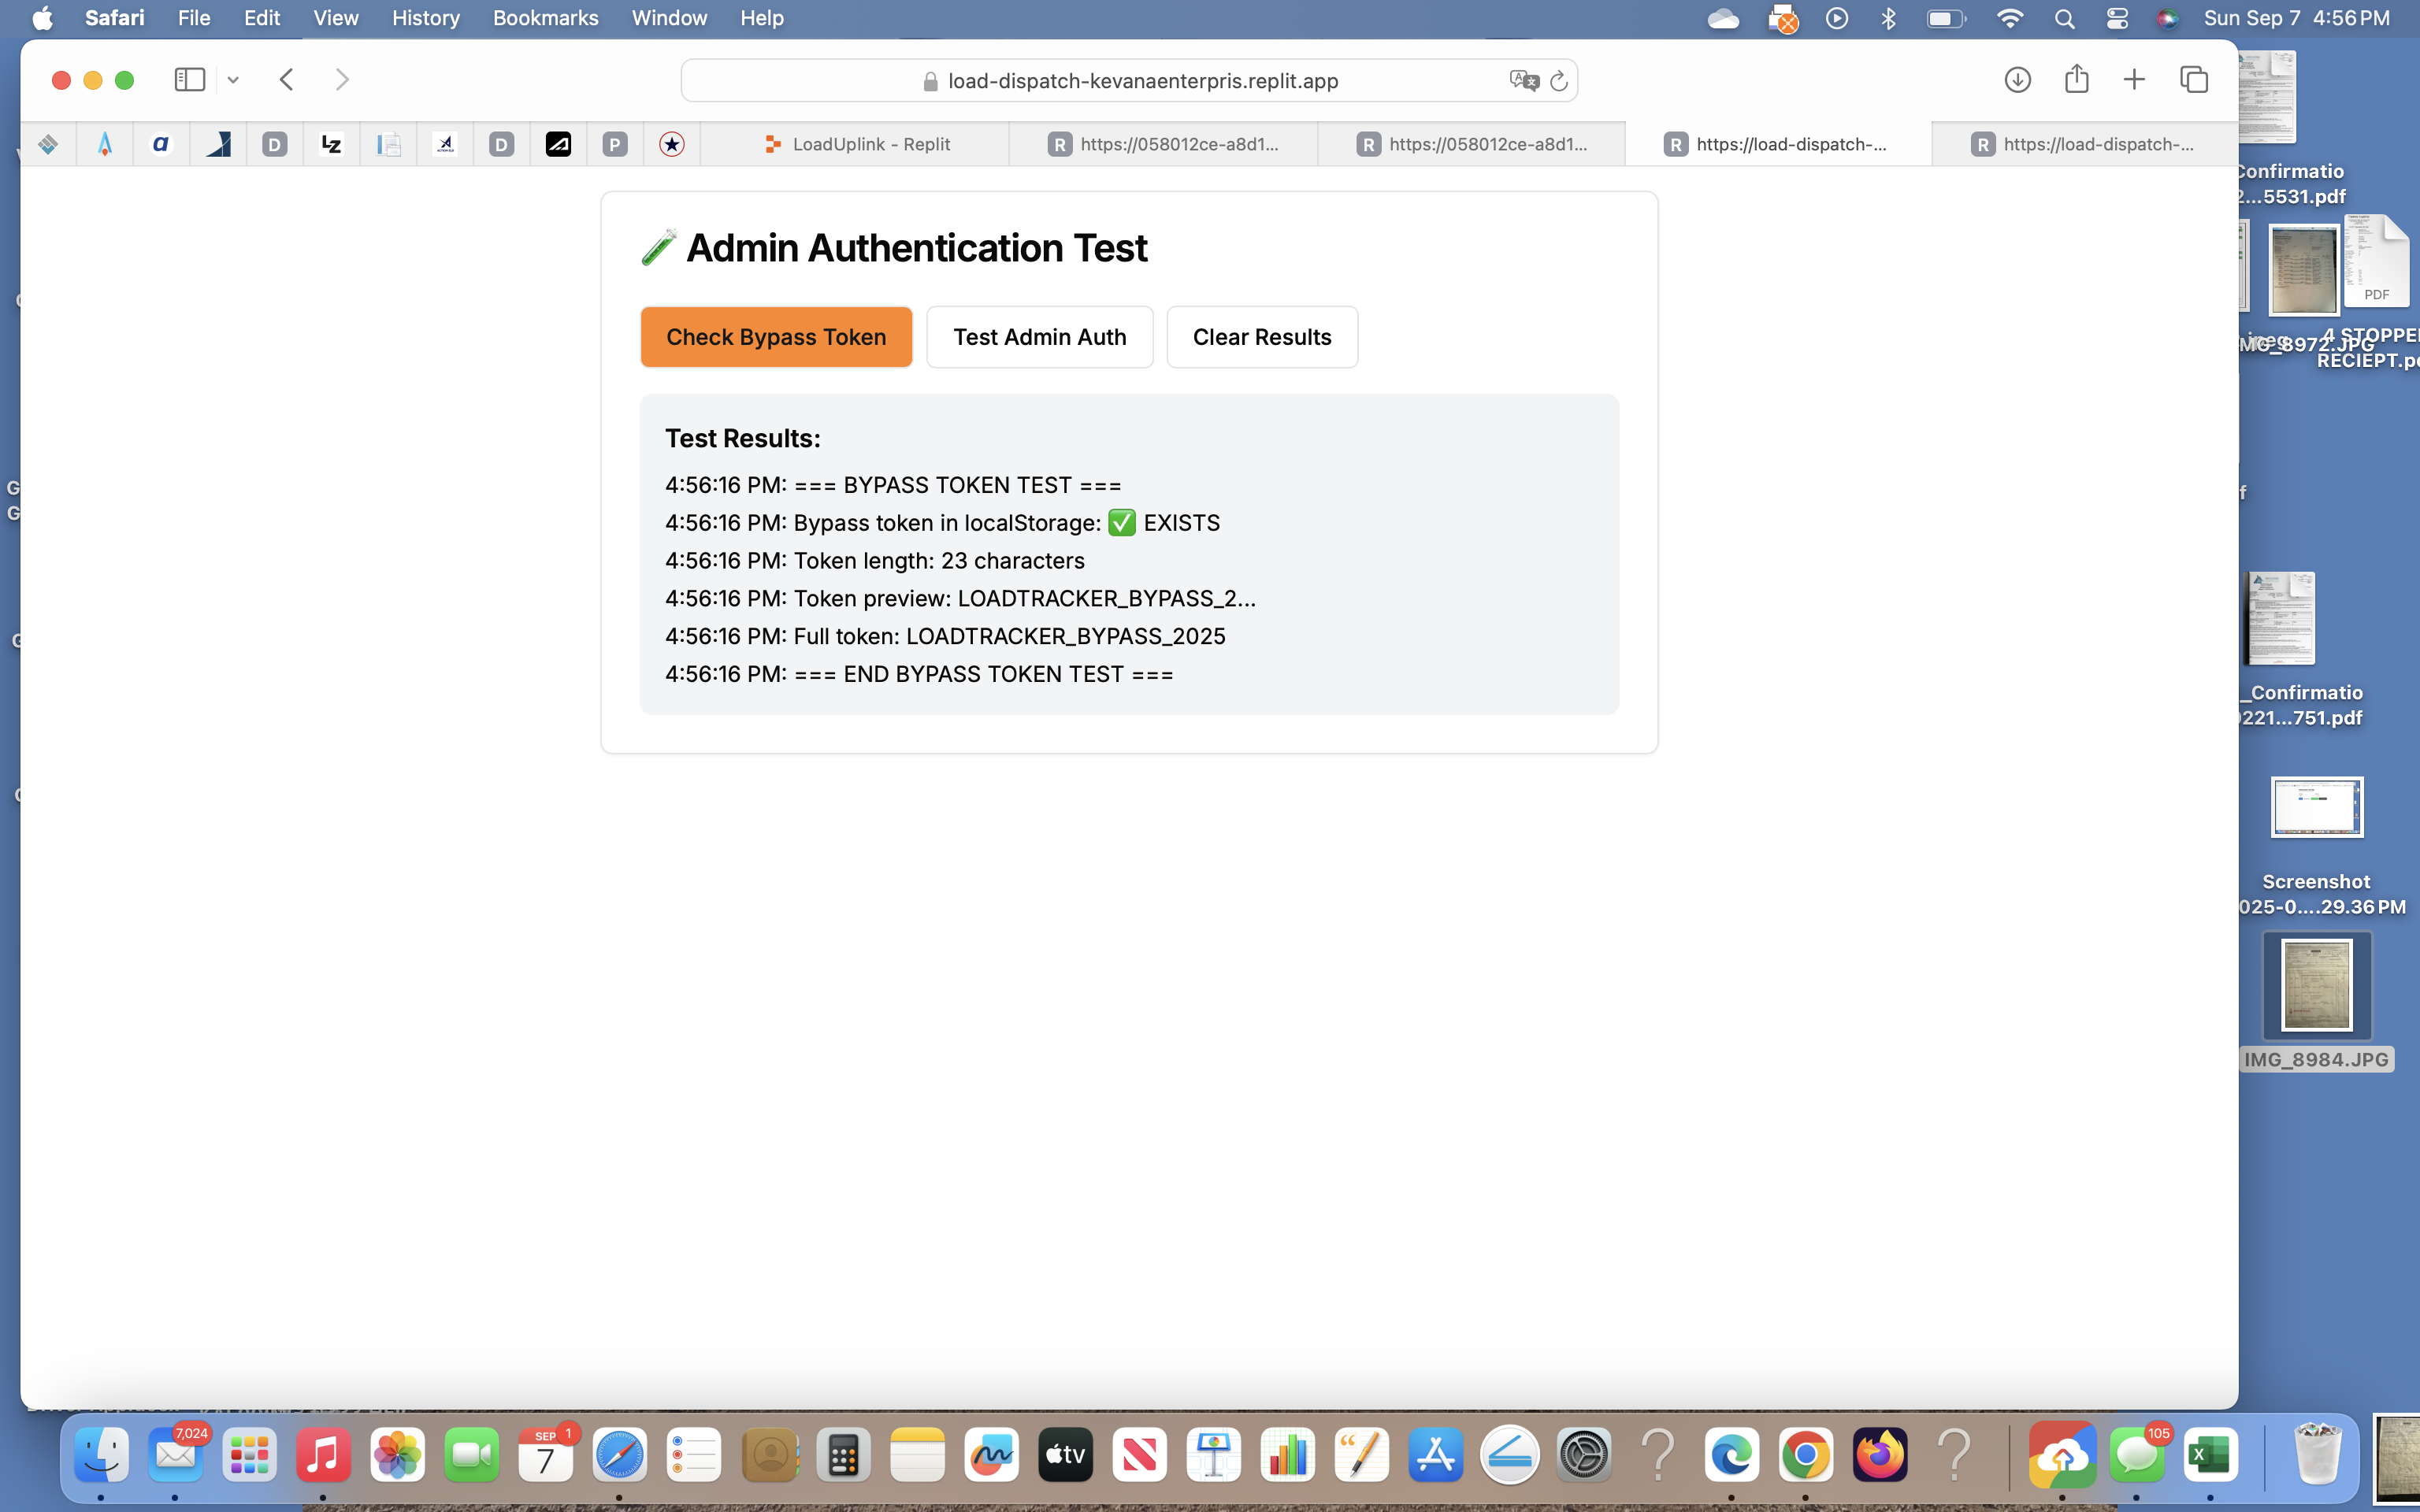 Safari File Edit View History Bookmarks Window Help Sun Sep 7 4:56 PM
load-dispatch-kevanaenterpris.replit.app
a D LZ D P LoadUplink - Replit R https://058012ce-a8d1... R https://058012ce-a8d1... R https://load-dispatch-... R https://load-dispatch-...
🧪 Admin Authentication Test
Check Bypass Token Test Admin Auth Clear Results
Test Results:
4:56:16 PM: === BYPASS TOKEN TEST ===
4:56:16 PM: Bypass token in localStorage: ✅ EXISTS
4:56:16 PM: Token length: 23 characters
4:56:16 PM: Token preview: LOADTRACKER_BYPASS_2...
4:56:16 PM: Full token: LOADTRACKER_BYPASS_2025
4:56:16 PM: === END BYPASS TOKEN TEST ===
Confirmatio
2...5531.pdf
PDF
MG_8972.JPG
4 STOPPE
RECIEPT.p
_Confirmatio
0221...751.pdf
Screenshot
025-0....29.36 PM
IMG_8984.JPG
7,024
SEP 1
7
tv
105
X